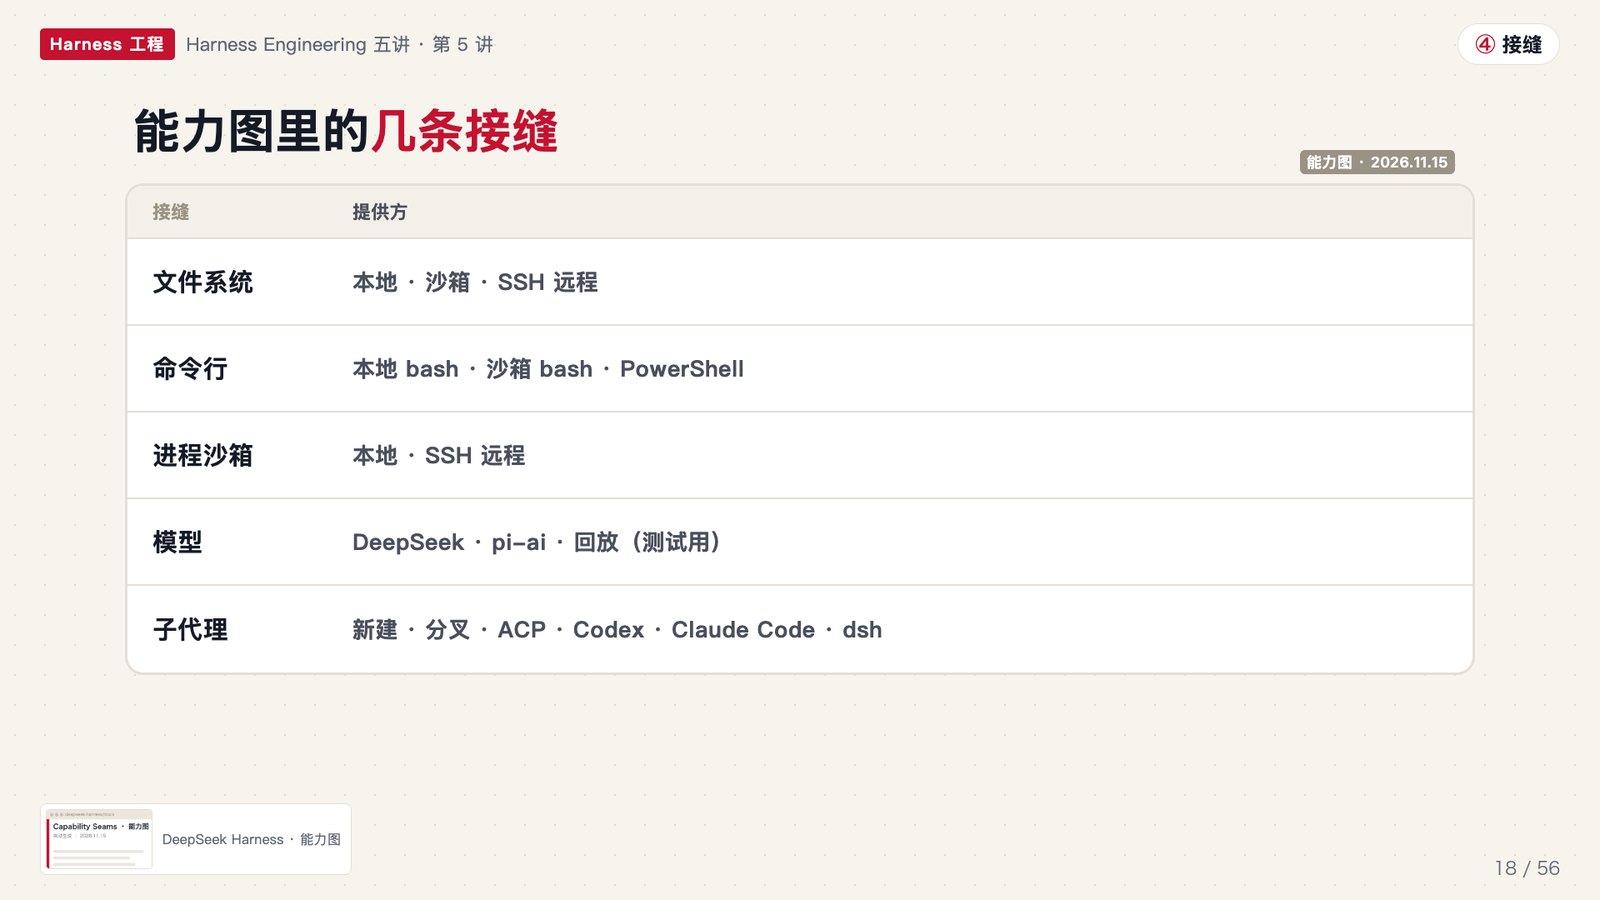 Harness 工程 Harness Engineering 五讲 · 第 5 讲
④ 接缝
能力图里的几条接缝
能力图 · 2026.11.15
接缝 提供方
文件系统 本地 · 沙箱 · SSH 远程
命令行 本地 bash · 沙箱 bash · PowerShell
进程沙箱 本地 · SSH 远程
模型 DeepSeek · pi-ai · 回放（测试用）
子代理 新建 · 分叉 · ACP · Codex · Claude Code · dsh
Capability Seams · 能力图
DeepSeek Harness · 能力图
18 / 56